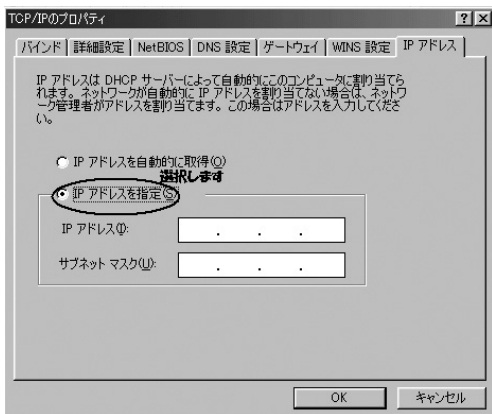 TCP/IPのプロパティ
バインド 詳細設定 NetBIOS DNS 設定 ゲートウェイ WINS 設定 IP アドレス
IP アドレスは DHCP サーバーによって自動的にこのコンピュータに割り当てら
れます。ネットワークが自動的に IP アドレスを割り当てない場合は、ネットワ
ーク管理者がアドレスを割り当てます。この場合はアドレスを入力してくださ
い。
IP アドレスを自動的に取得(O)
選択します
IP アドレスを指定(S)
IP アドレス(I):
サブネット マスク(U):
OK キャンセル